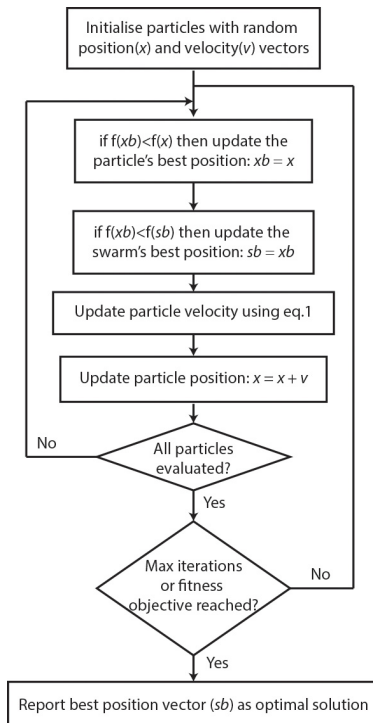 Initialise particles with random
position(x) and velocity(v) vectors
if f(xb)<f(x) then update the
particle's best position: xb = x
if f(xb)<f(sb) then update the
swarm's best position: sb = xb
Update particle velocity using eq.1
Update particle position: x = x + v
No
All particles
evaluated?
Yes
Max iterations
or fitness
objective reached?
No
Yes
Report best position vector (sb) as optimal solution